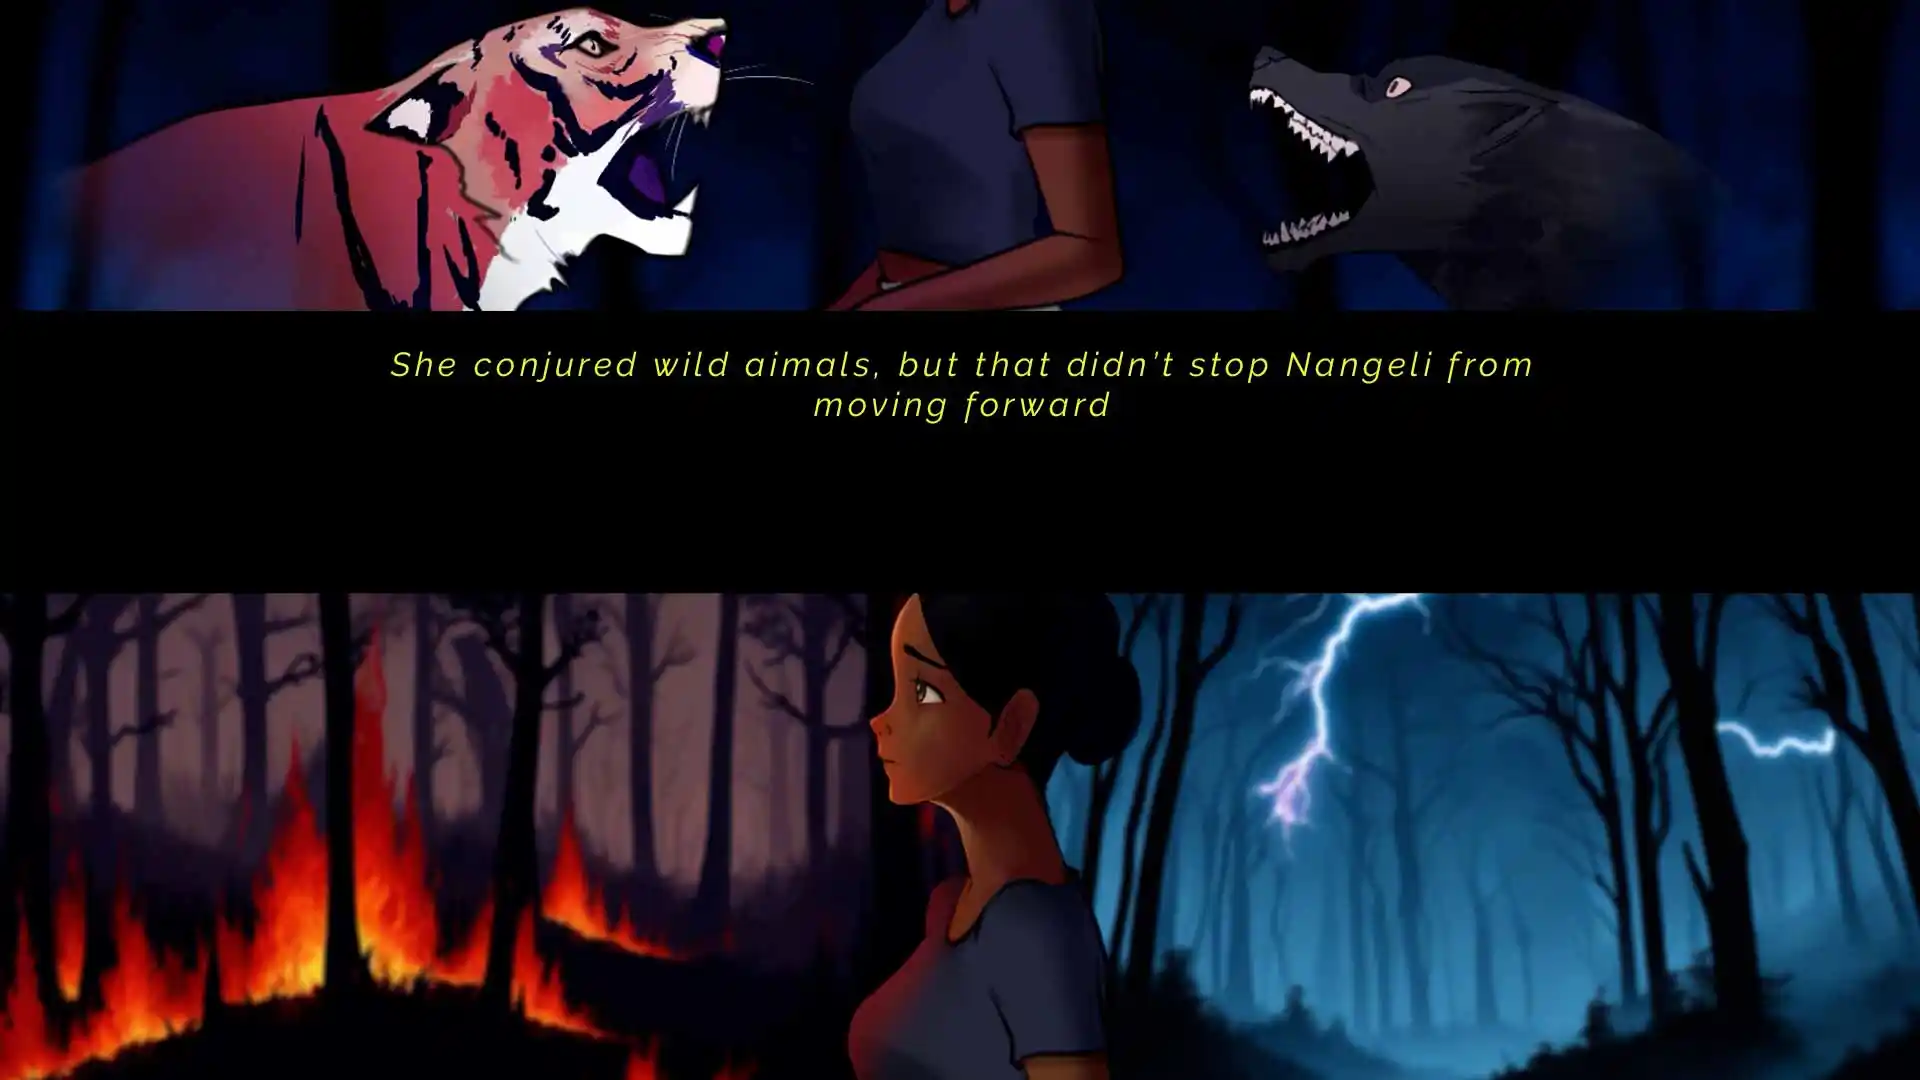 She conjured wild aimals, but that didn't stop Nangeli from
moving forward